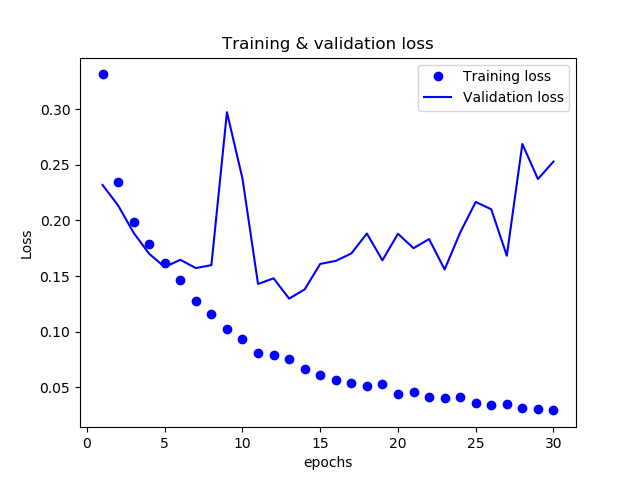 Training & validation loss
Training loss
Validation loss
Loss
0.30
0.25
0.20
0.15
0.10
0.05
0 5 10 15 20 25 30
epochs